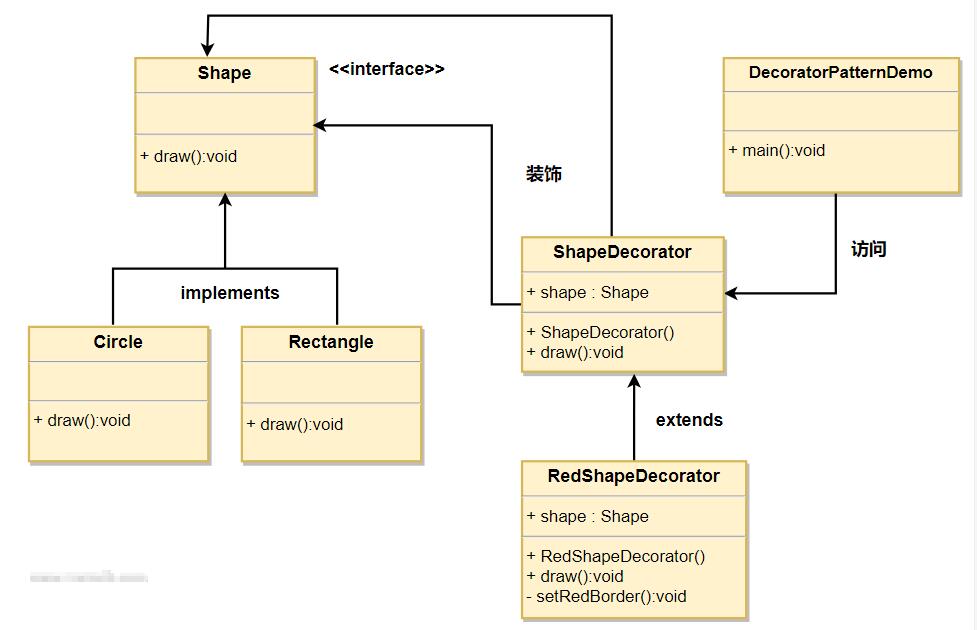 Shape
<<interface>>
+ draw():void
DecoratorPatternDemo
+ main():void
装饰
访问
ShapeDecorator
+ shape : Shape
+ ShapeDecorator()
+ draw():void
implements
Circle
+ draw():void
Rectangle
+ draw():void
extends
RedShapeDecorator
+ shape : Shape
+ RedShapeDecorator()
+ draw():void
- setRedBorder():void